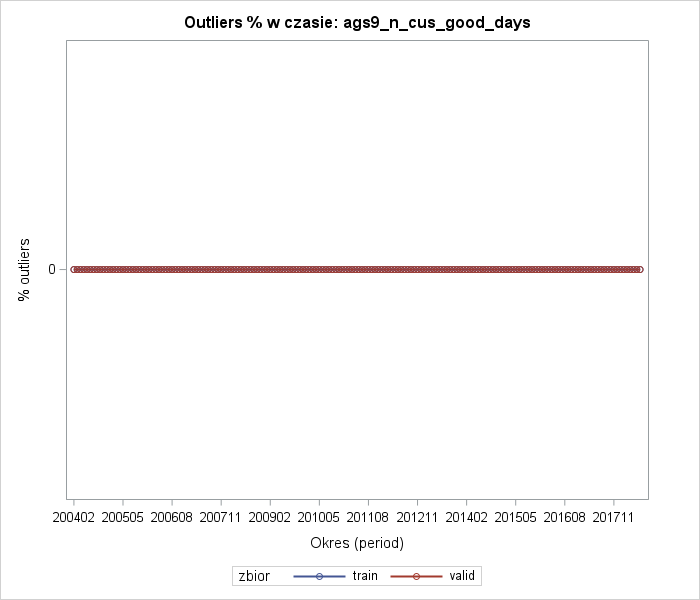 Outliers % w czasie: ags9_n_cus_good_days
% outliers
0
200402 200505 200608 200711 200902 201005 201108 201211 201402 201505 201608 201711
Okres (period)
zbior train valid